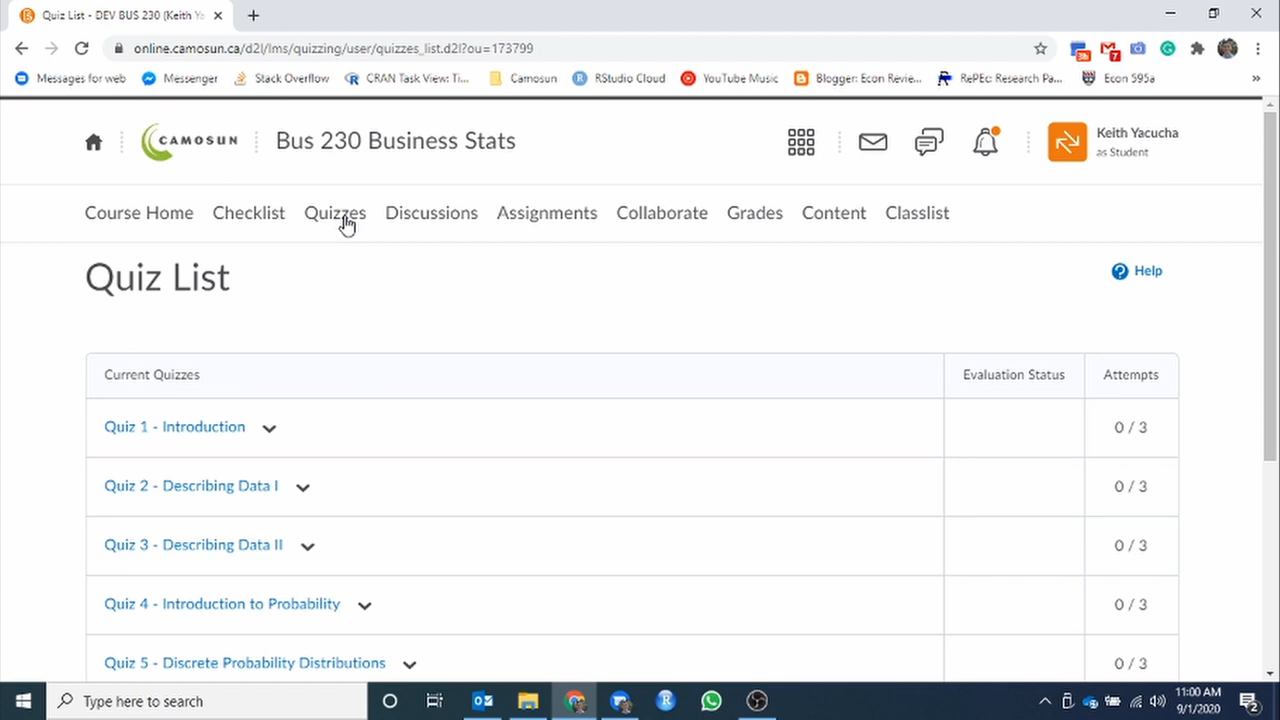 Quiz List - DEV BUS 230 (Keith Ya
online.camosun.ca/d2l/lms/quizzing/user/quizzes_list.d2l?ou=173799
Messages for web Messenger Stack Overflow CRAN Task View: Ti... Camosun RStudio Cloud YouTube Music Blogger: Econ Revie... RePEc: Research Pa... Econ 595a
CAMOSUN
Bus 230 Business Stats
Keith Yacucha
as Student
Course Home Checklist Quizzes Discussions Assignments Collaborate Grades Content Classlist
Quiz List
Help
Current Quizzes Evaluation Status Attempts
Quiz 1 - Introduction 0 / 3
Quiz 2 - Describing Data I 0 / 3
Quiz 3 - Describing Data II 0 / 3
Quiz 4 - Introduction to Probability 0 / 3
Quiz 5 - Discrete Probability Distributions 0 / 3
Type here to search
11:00 AM
9/1/2020
2